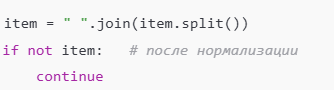 item = " ".join(item.split())
if not item:   # после нормализации
    continue